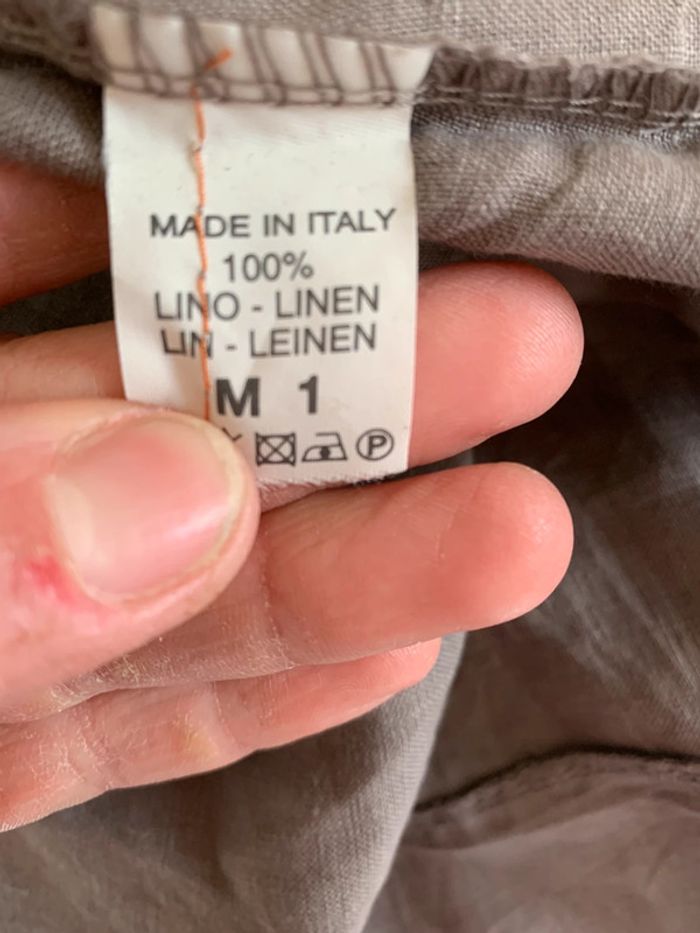 MADE IN ITALY
100%
LINO - LINEN
LIN - LEINEN
M 1
P